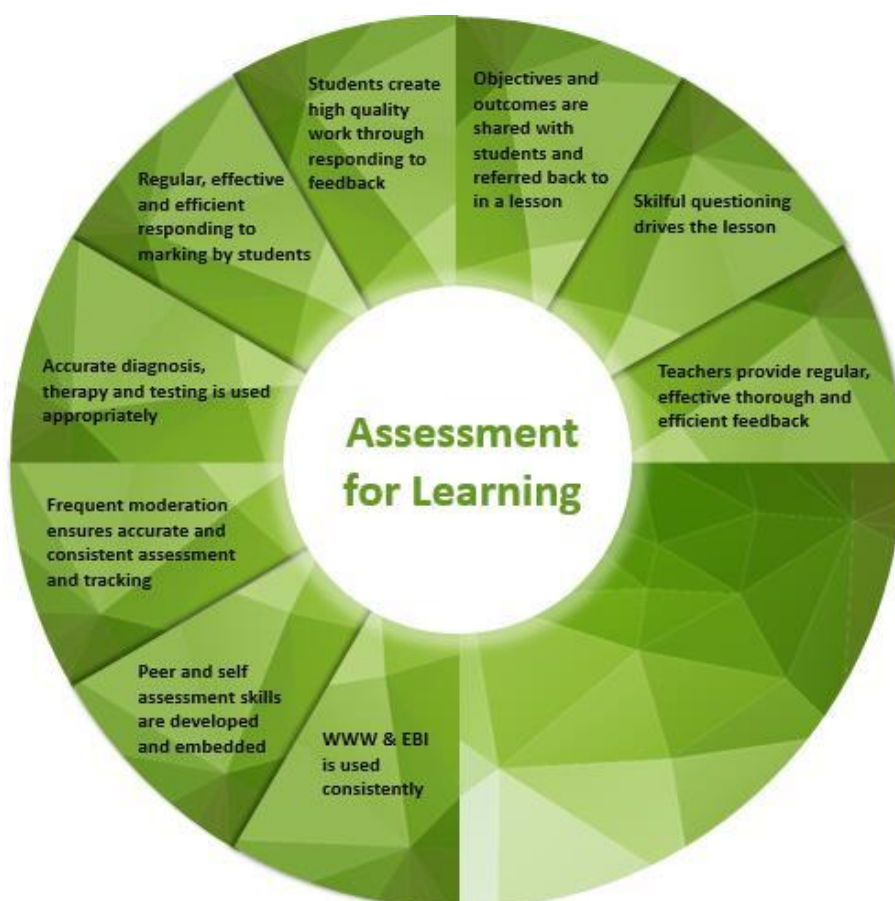 Assessment
for Learning
Objectives and
outcomes are
shared with
students and
referred back to
in a lesson
Skilful questioning
drives the lesson
Teachers provide regular,
effective thorough and
efficient feedback
WWW & EBI
is used
consistently
Peer and self
assessment skills
are developed
and embedded
Frequent moderation
ensures accurate and
consistent assessment
and tracking
Accurate diagnosis,
therapy and testing is used
appropriately
Regular, effective
and efficient
responding to
marking by students
Students create
high quality
work through
responding to
feedback